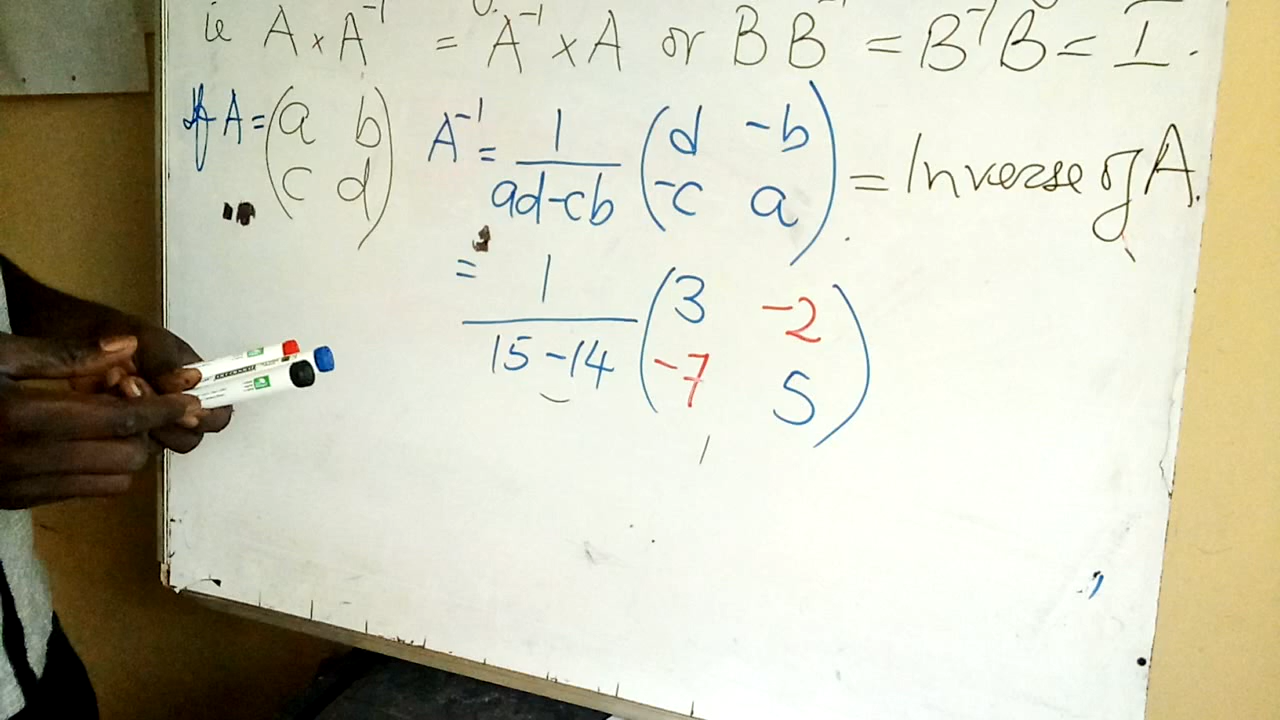 ie A x A⁻¹ = A⁻¹ x A or B B⁻¹ = B⁻¹ B = I.
If A = (a b A⁻¹ = 1 (d -b) = Inverse of A.
c d) ad-cb (-c a)
= 1 (3 -2)
15-14 (-7 5)